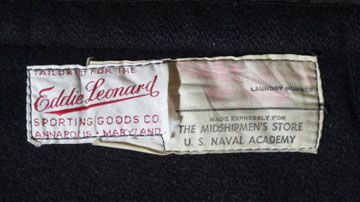 TAILORED FOR THE
Eddie Leonard
SPORTING GOODS CO.
ANNAPOLIS • MARYLAND
LAUNDRY NUMBER
MADE EXPRESSLY FOR
THE MIDSHIPMEN'S STORE
U. S. NAVAL ACADEMY